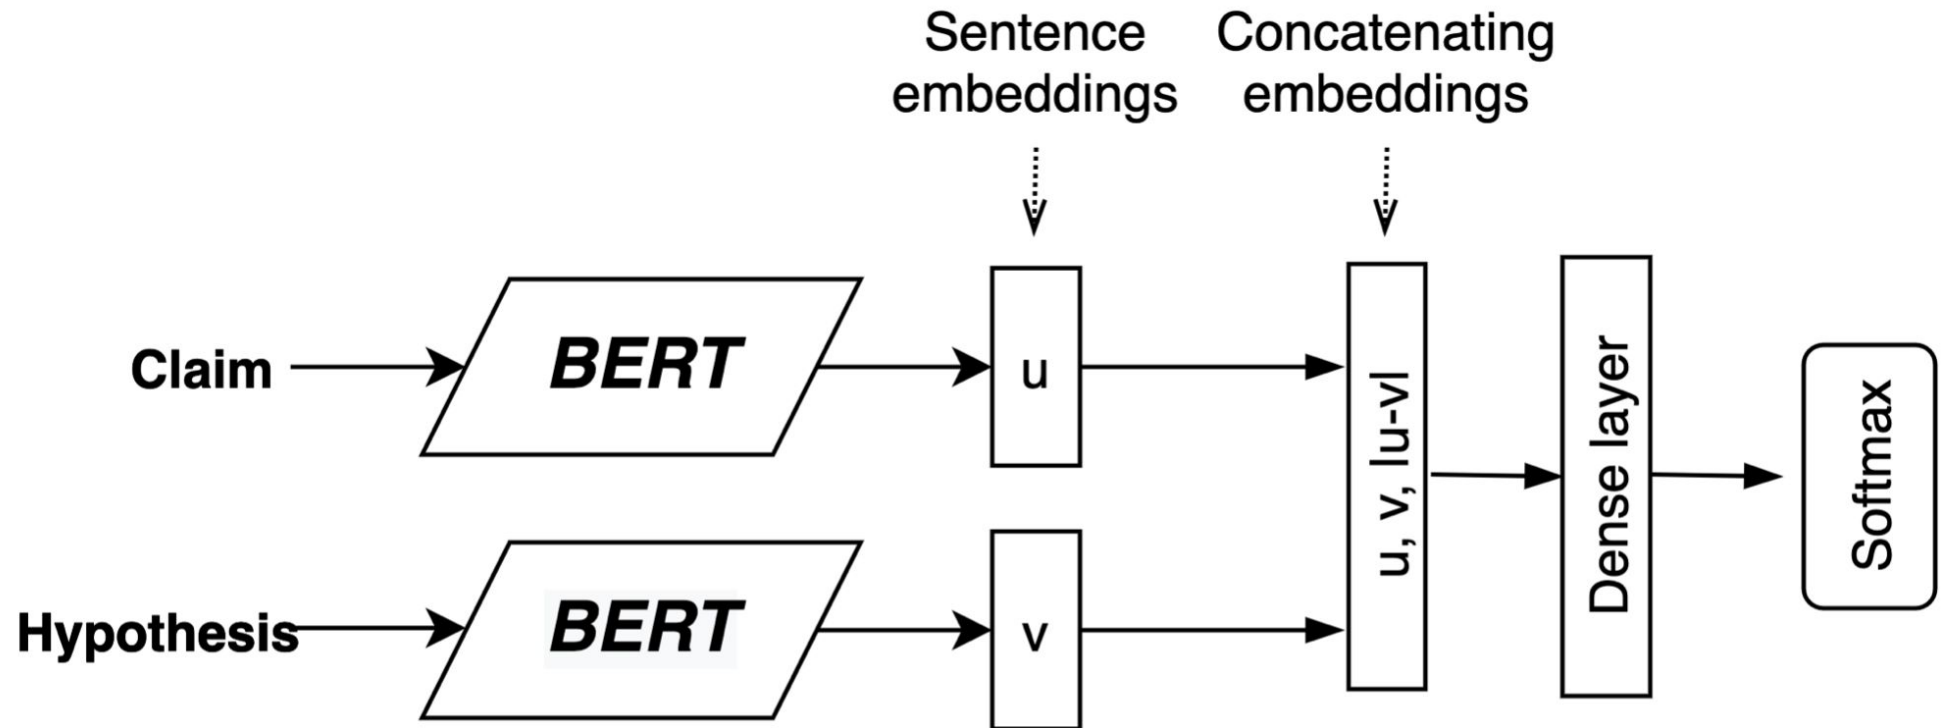 Sentence
embeddings
Concatenating
embeddings
Claim
BERT
u
Hypothesis
BERT
v
u, v, |u-v|
Dense layer
Softmax